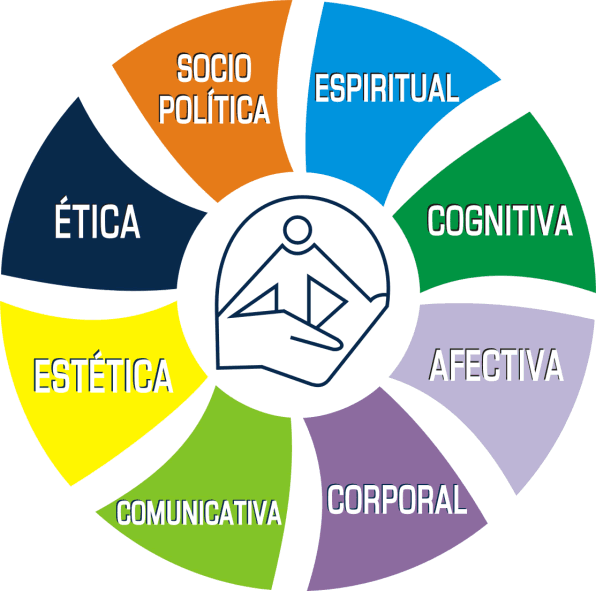 SOCIO
POLÍTICA
ESPIRITUAL
COGNITIVA
AFECTIVA
CORPORAL
COMUNICATIVA
ESTÉTICA
ÉTICA